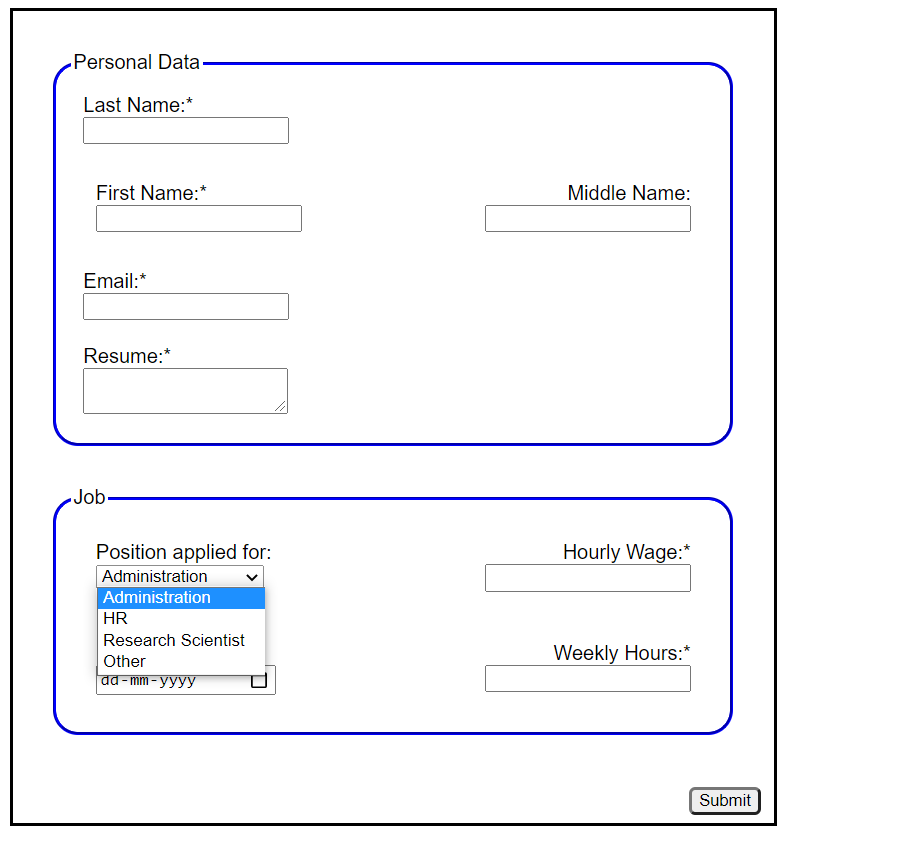 Personal Data
Last Name:*
First Name:* Middle Name:
Email:*
Resume:*
Job
Position applied for: Hourly Wage:*
Administration
Administration
HR
Research Scientist
Other
Weekly Hours:*
dd-mm-yyyy
Submit